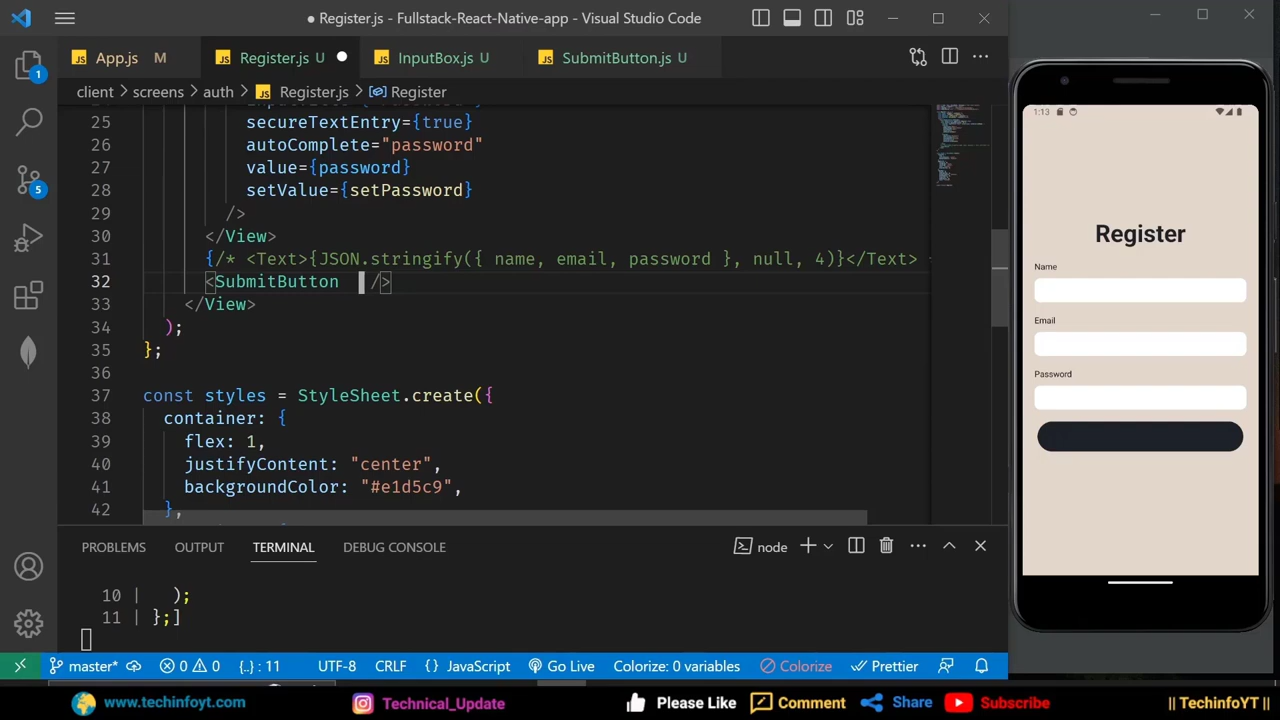 Register.js - Fullstack-React-Native-app - Visual Studio Code
App.js M
Register.js U
InputBox.js U
SubmitButton.js U
client > screens > auth > JS Register.js > Register
25 secureTextEntry={true}
26 autoComplete="password"
27 value={password}
28 setValue={setPassword}
29 />
30 </View>
31 {/* <Text>{JSON.stringify({ name, email, password }, null, 4)}</Text>
32 <SubmitButton />
33 </View>
34 );
35 };
36
37 const styles = StyleSheet.create({
38 container: {
39 flex: 1,
40 justifyContent: "center",
41 backgroundColor: "#e1d5c9",
42 },
1
5
PROBLEMS OUTPUT TERMINAL DEBUG CONSOLE
node
10 | );
11 | };]
master* 0 0 {..} : 11 UTF-8 CRLF {} JavaScript Go Live Colorize: 0 variables Colorize Prettier
1:13
Register
Name
Email
Password
www.techinfoyt.com Technical_Update Please Like Comment Share Subscribe || TechinfoYT ||